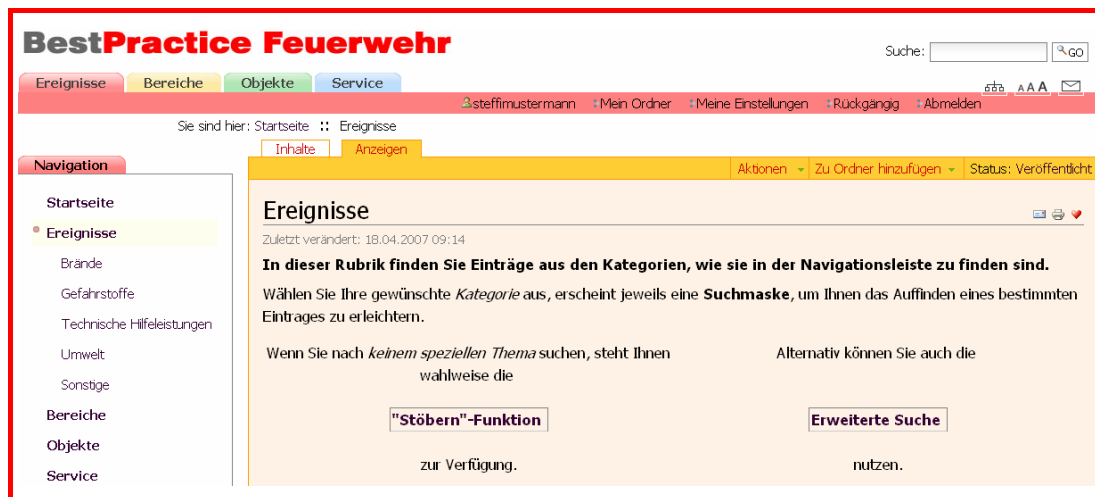 BestPractice Feuerwehr
Suche:
GO
Ereignisse Bereiche Objekte Service
A A A
steffimustermann Mein Ordner Meine Einstellungen Rückgängig Abmelden
Sie sind hier: Startseite :: Ereignisse
Inhalte Anzeigen
Aktionen Zu Ordner hinzufügen Status: Veröffentlicht
Navigation
Startseite
Ereignisse
Brände
Gefahrstoffe
Technische Hilfeleistungen
Umwelt
Sonstige
Bereiche
Objekte
Service
Ereignisse
Zuletzt verändert: 18.04.2007 09:14
In dieser Rubrik finden Sie Einträge aus den Kategorien, wie sie in der Navigationsleiste zu finden sind.
Wählen Sie Ihre gewünschte Kategorie aus, erscheint jeweils eine Suchmaske, um Ihnen das Auffinden eines bestimmten
Eintrages zu erleichtern.
Wenn Sie nach keinem speziellen Thema suchen, steht Ihnen
wahlweise die
"Stöbern"-Funktion
zur Verfügung.
Alternativ können Sie auch die
Erweiterte Suche
nutzen.